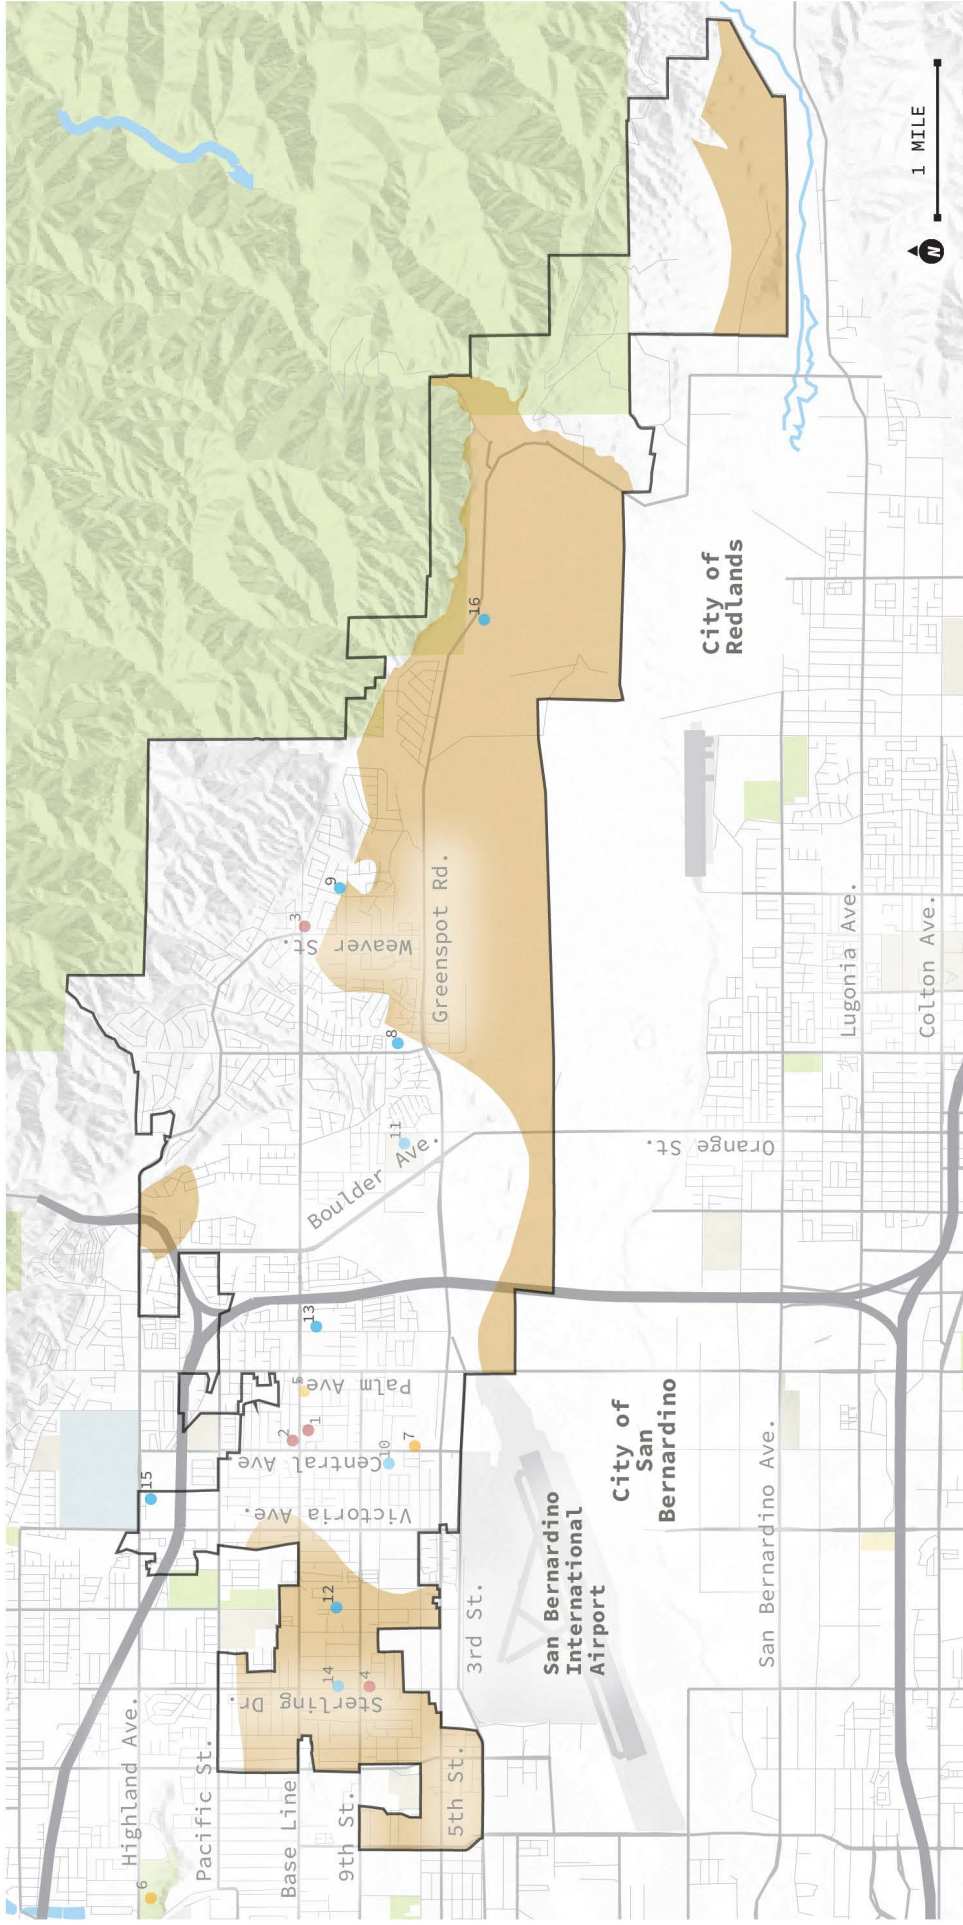 Highland Ave.
Pacific St.
Base Line
9th St.
5th St.
3rd St.
Sterling Dr.
Victoria Ave.
Central Ave
Palm Ave
Boulder Ave.
Weaver St.
Greenspot Rd.
Orange St.
San Bernardino
International
Airport
City of
San
Bernardino
San Bernardino Ave.
City of
Redlands
Lugonia Ave.
Colton Ave.
6
15
2
1
5
13
10
7
12
14
4
11
8
3
9
16
N
1 MILE